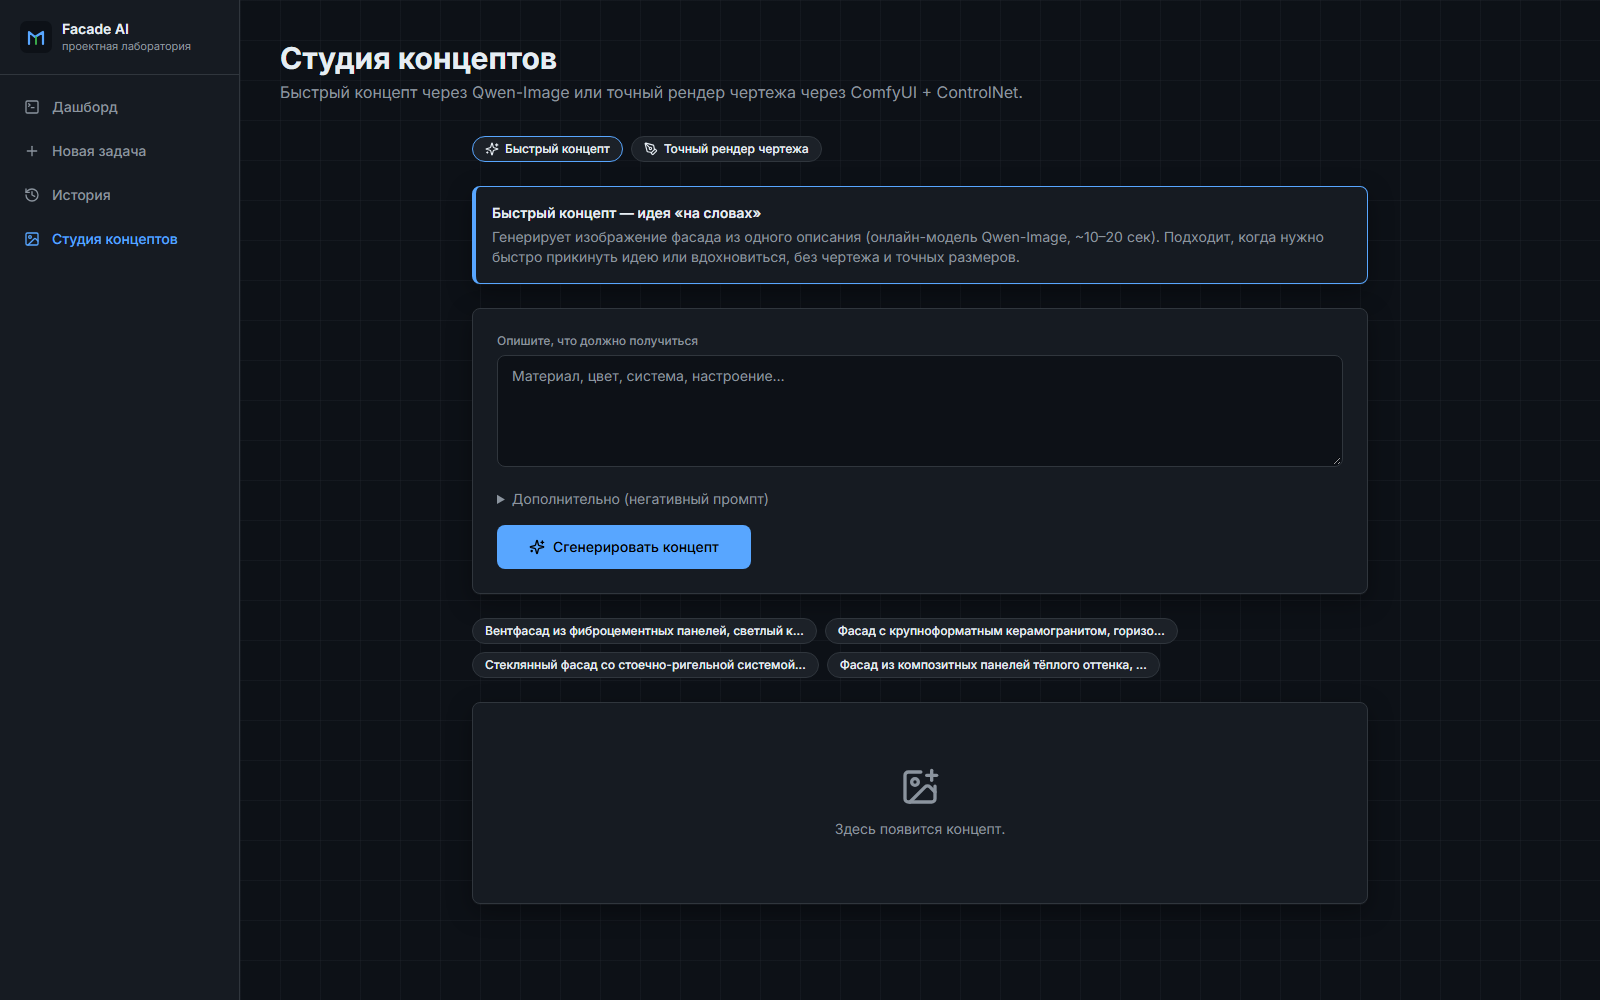 Facade AI
проектная лаборатория
Дашборд
Новая задача
История
Студия концептов
Студия концептов
Быстрый концепт через Qwen-Image или точный рендер чертежа через ComfyUI + ControlNet.
Быстрый концепт
Точный рендер чертежа
Быстрый концепт — идея «на словах»
Генерирует изображение фасада из одного описания (онлайн-модель Qwen-Image, ~10–20 сек). Подходит, когда нужно
быстро прикинуть идею или вдохновиться, без чертежа и точных размеров.
Опишите, что должно получиться
Материал, цвет, система, настроение...
Дополнительно (негативный промпт)
Сгенерировать концепт
Вентфасад из фиброцементных панелей, светлый к...
Фасад с крупноформатным керамогранитом, горизо...
Стеклянный фасад со стоечно-ригельной системой...
Фасад из композитных панелей тёплого оттенка, ...
Здесь появится концепт.